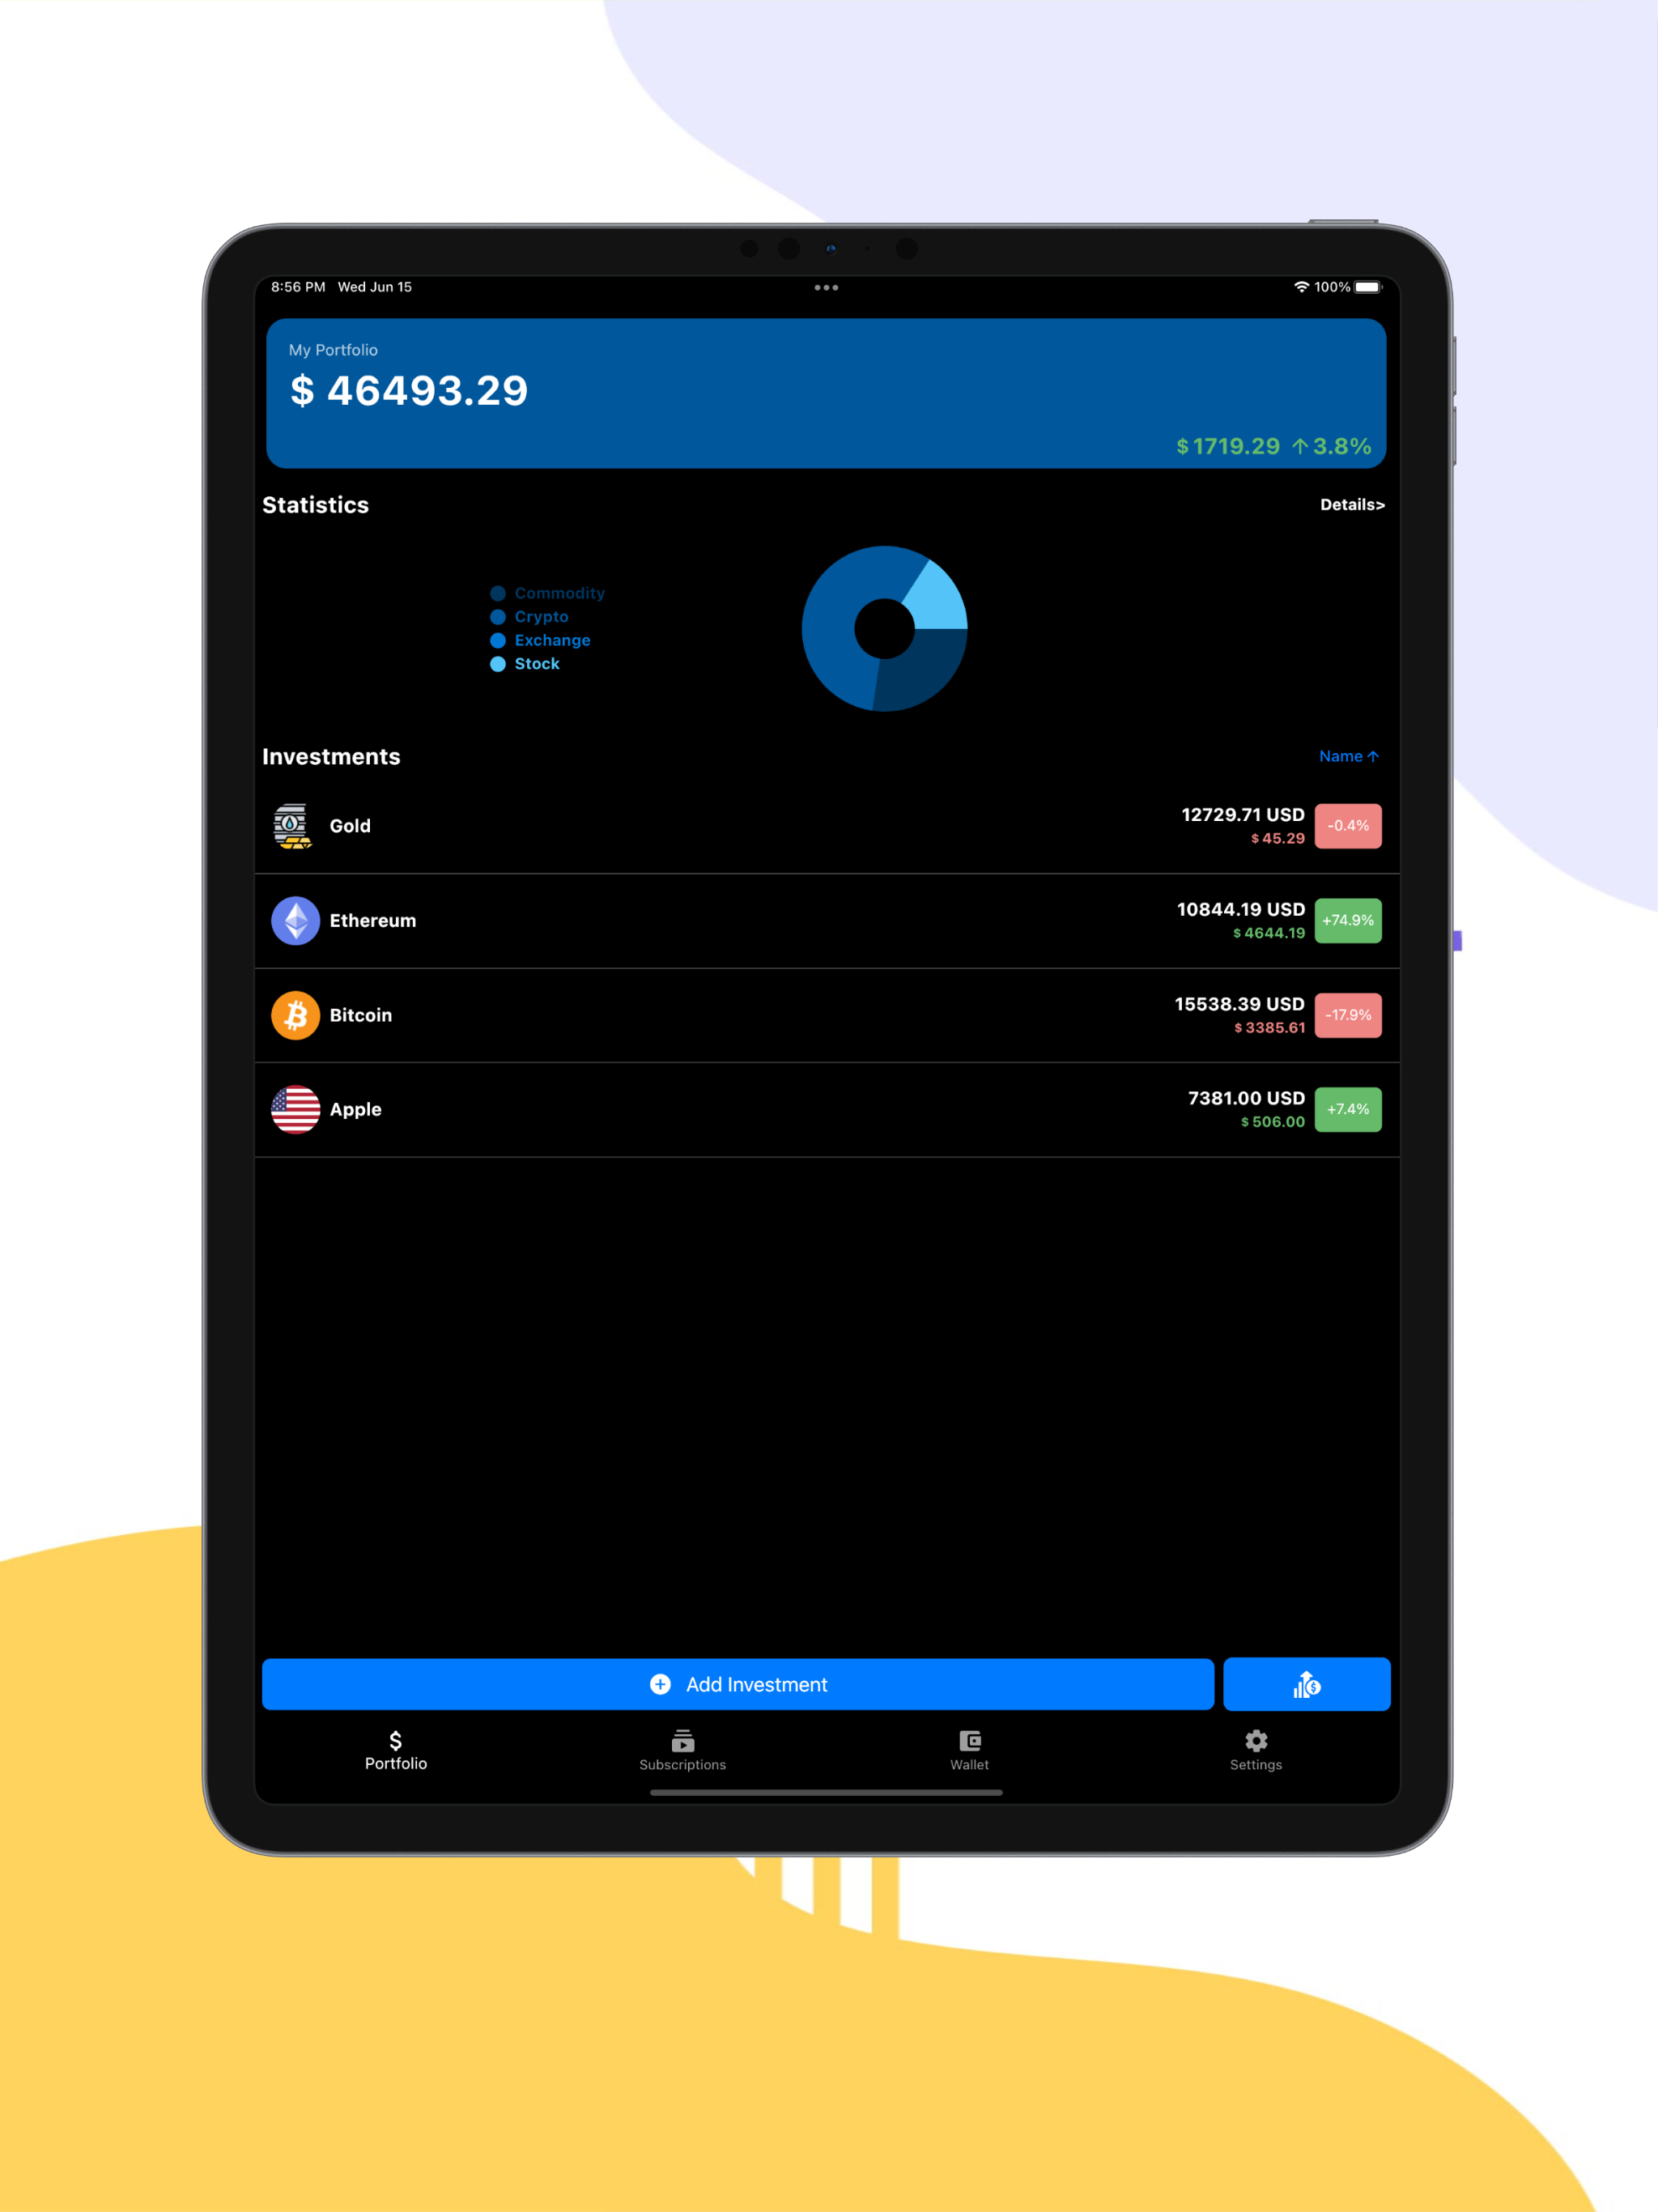 8:56 PM Wed Jun 15
100%
My Portfolio
$ 46493.29
$ 1719.29 ↑ 3.8%
Statistics
Details>
Commodity
Crypto
Exchange
Stock
Investments
Name ↑
Gold
12729.71 USD
$ 45.29
-0.4%
Ethereum
10844.19 USD
$ 4644.19
+74.9%
Bitcoin
15538.39 USD
$ 3385.61
-17.9%
Apple
7381.00 USD
$ 506.00
+7.4%
Add Investment
Portfolio
Subscriptions
Wallet
Settings